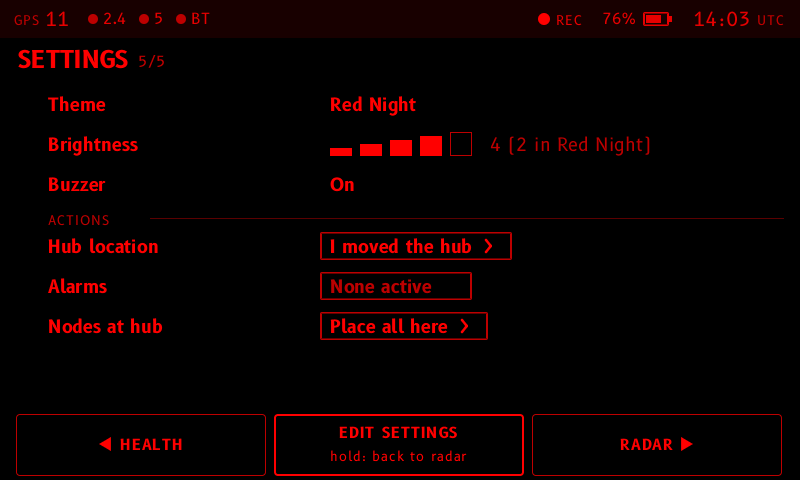 GPS 11 2.4 5 BT REC 76% 14:03 UTC
SETTINGS 5/5
Theme Red Night
Brightness 4 (2 in Red Night)
Buzzer On
ACTIONS
Hub location I moved the hub >
Alarms None active
Nodes at hub Place all here >
◀ HEALTH EDIT SETTINGS RADAR ▶
hold: back to radar